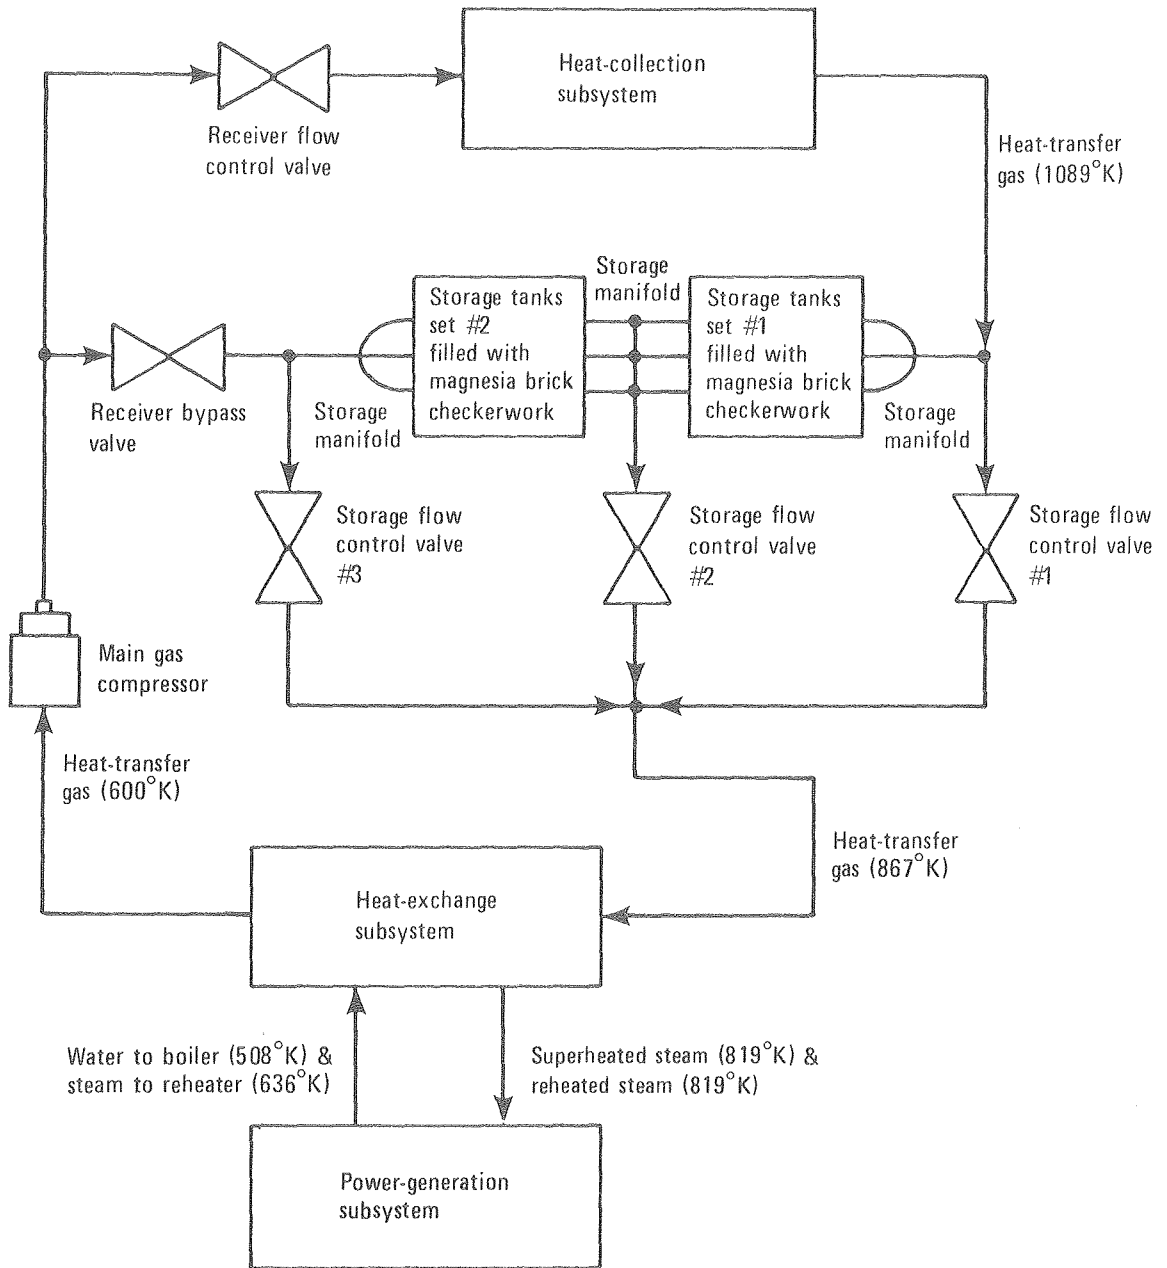 Heat-collection
subsystem
Receiver flow
control valve
Heat-transfer
gas (1089°K)
Storage
manifold
Storage tanks
set #2
filled with
magnesia brick
checkerwork
Storage tanks
set #1
filled with
magnesia brick
checkerwork
Receiver bypass
valve
Storage
manifold
Storage
manifold
Storage flow
control valve
#3
Storage flow
control valve
#2
Storage flow
control valve
#1
Main gas
compressor
Heat-transfer
gas (600°K)
Heat-transfer
gas (867°K)
Heat-exchange
subsystem
Water to boiler (508°K) &
steam to reheater (636°K)
Superheated steam (819°K) &
reheated steam (819°K)
Power-generation
subsystem